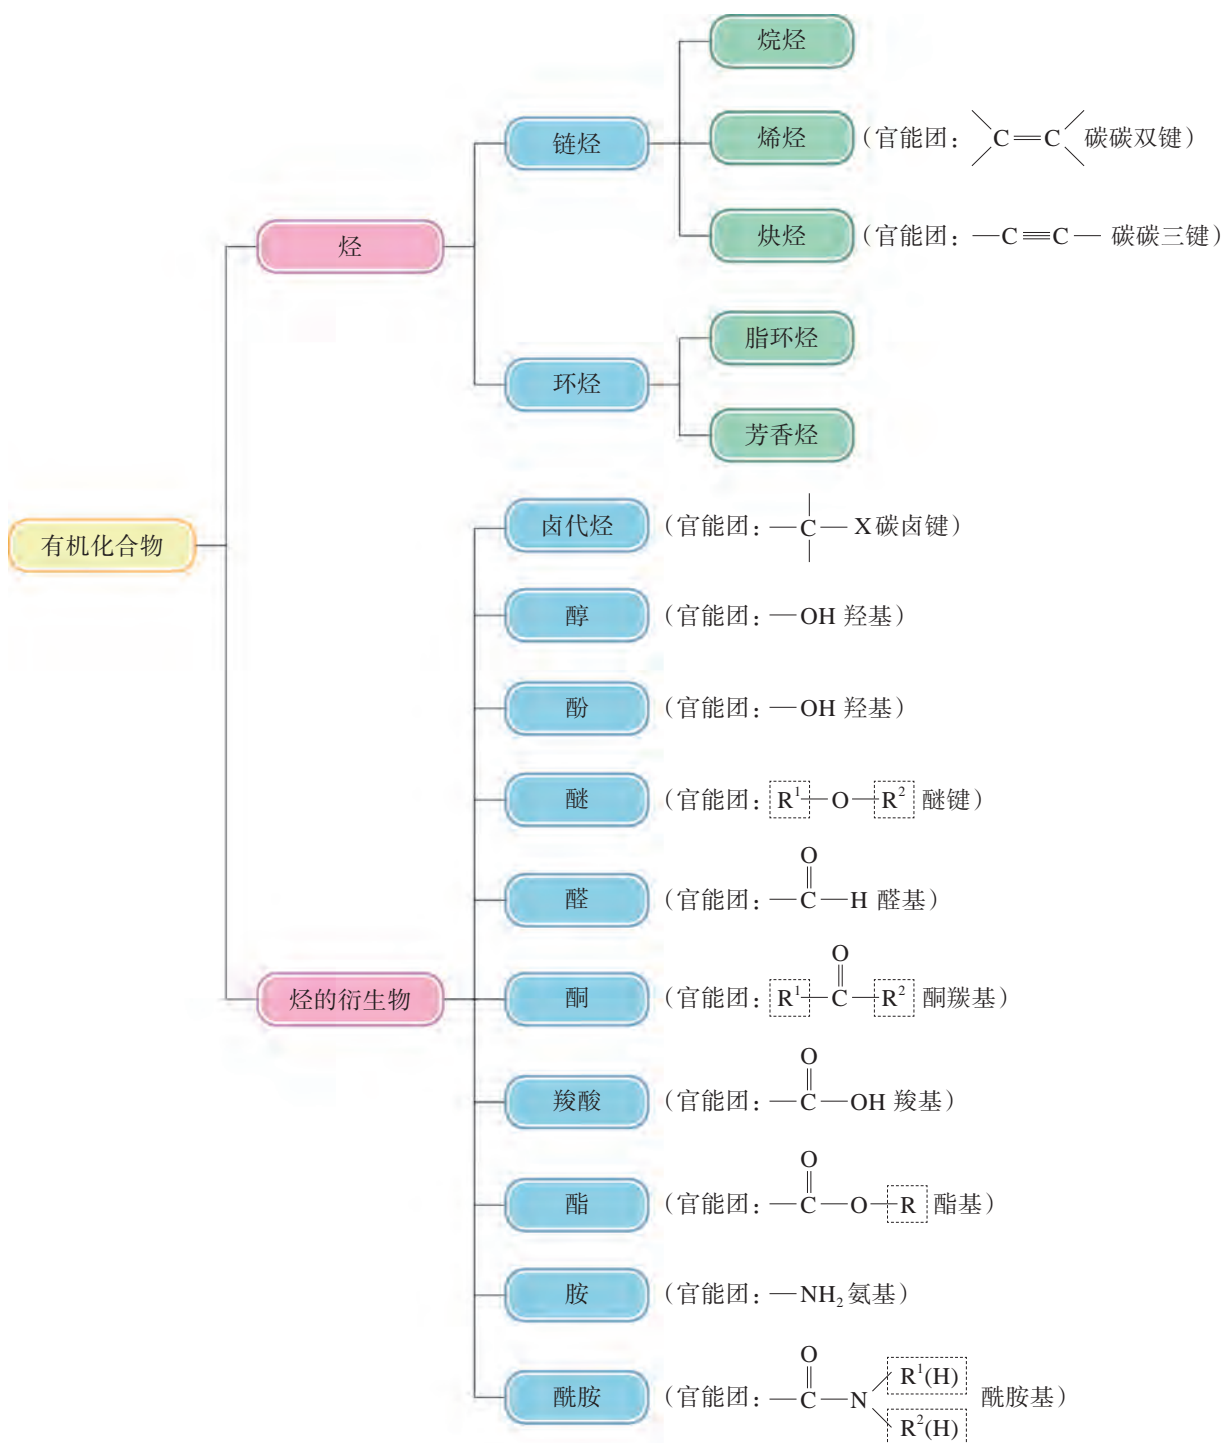 烷烃
链烃
烯烃 (官能团: C=C 碳碳双键)
烃
炔烃 (官能团: —C≡C— 碳碳三键)
脂环烃
环烃
芳香烃
有机化合物
卤代烃 (官能团: —C—X 碳卤键)
醇 (官能团: —OH 羟基)
酚 (官能团: —OH 羟基)
醚 (官能团: R¹—O—R² 醚键)
O
醛 (官能团: —C—H 醛基)
烃的衍生物
O
酮 (官能团: R¹—C—R² 酮羰基)
O
羧酸 (官能团: —C—OH 羧基)
O
酯 (官能团: —C—O—R 酯基)
胺 (官能团: —NH₂ 氨基)
O
R¹(H)
酰胺 (官能团: —C—N 酰胺基)
R²(H)